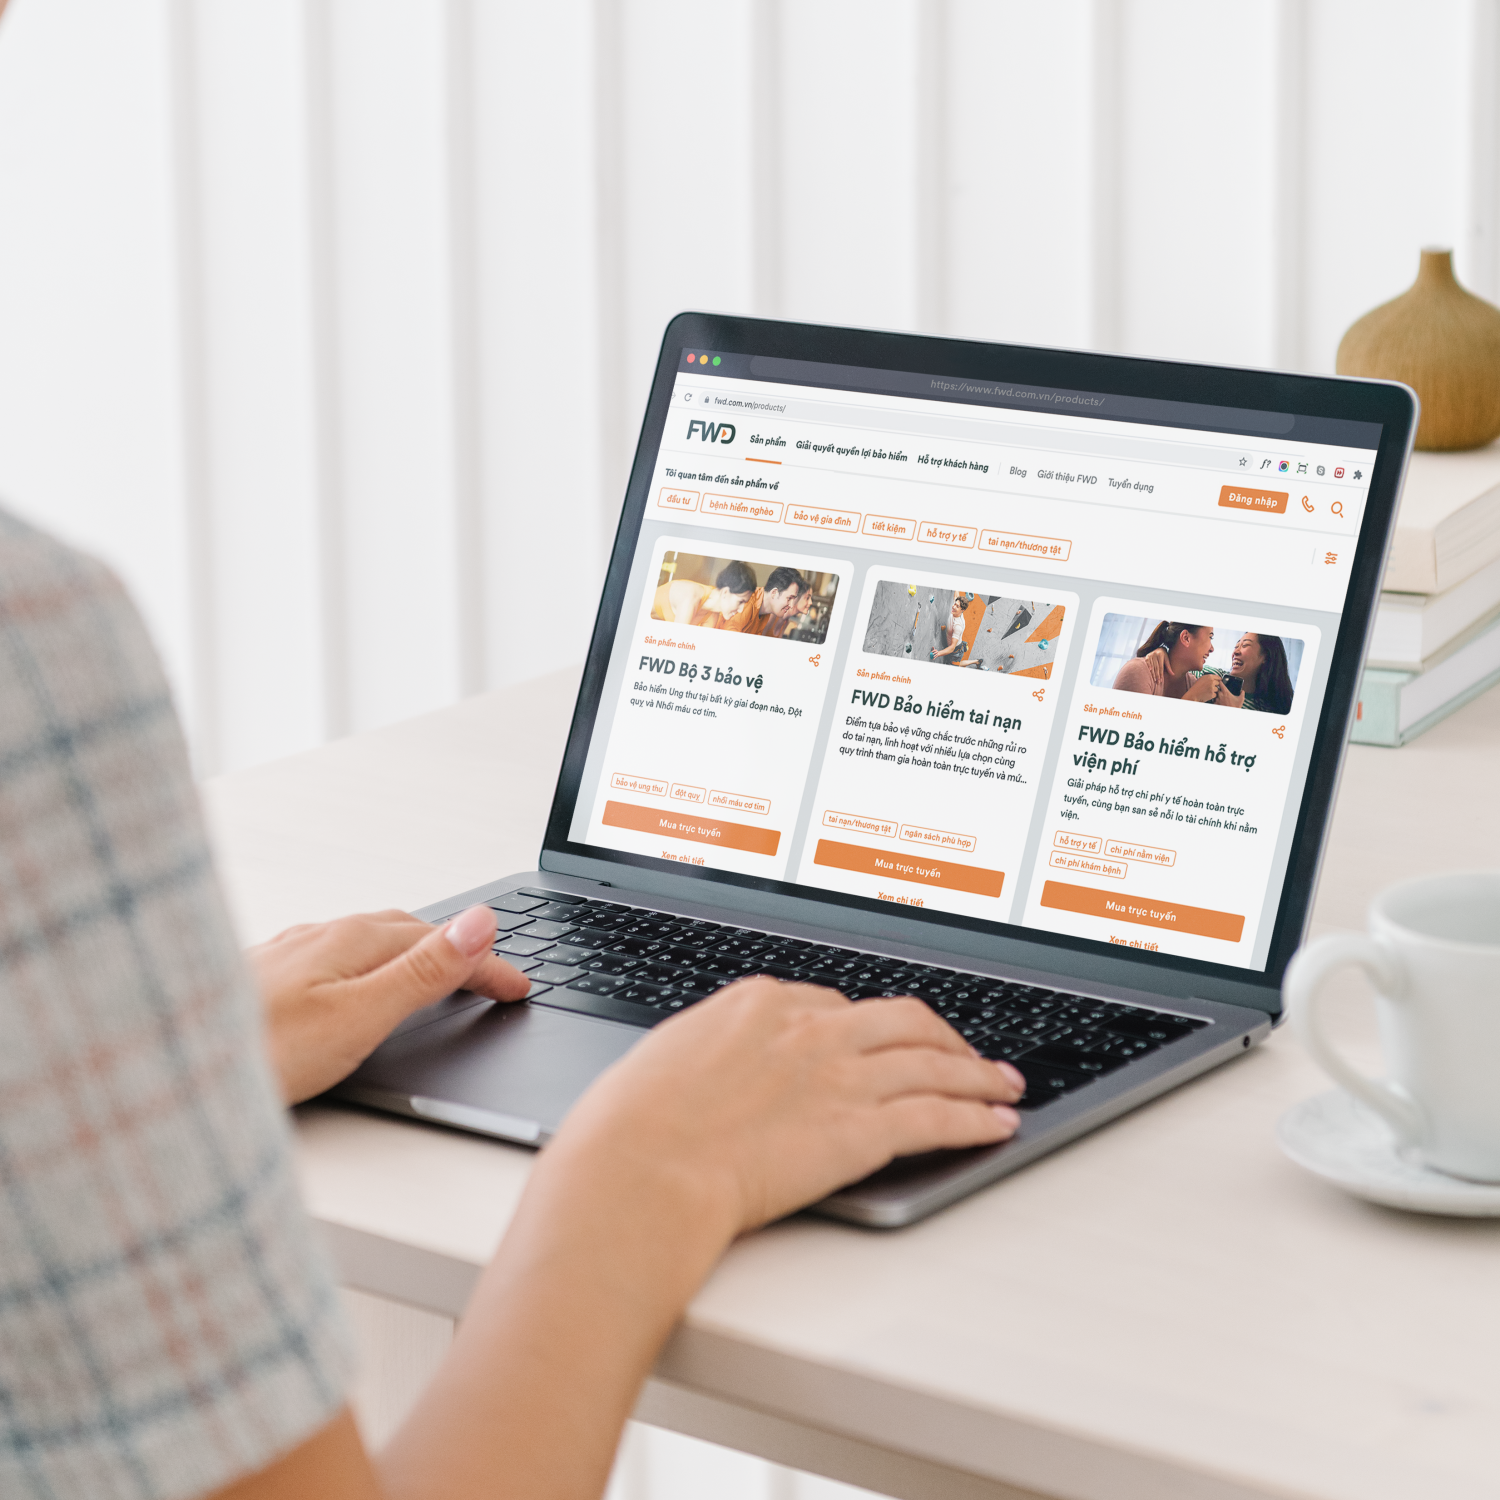 https://www.fwd.com.vn/products/
fwd.com.vn/products/
FWD
Sản phẩm
Giải quyết quyền lợi bảo hiểm
Hỗ trợ khách hàng
Blog
Giới thiệu FWD
Tuyển dụng
Đăng nhập
Tôi quan tâm đến sản phẩm về
đầu tư
bệnh hiểm nghèo
bảo vệ gia đình
tiết kiệm
hỗ trợ y tế
tai nạn/thương tật
Sản phẩm chính
FWD Bộ 3 bảo vệ
Bảo hiểm Ung thư tại bất kỳ giai đoạn nào, Đột
quỵ và Nhồi máu cơ tim.
bảo vệ ung thư
đột quỵ
nhồi máu cơ tim
Mua trực tuyến
Xem chi tiết
Sản phẩm chính
FWD Bảo hiểm tai nạn
Điểm tựa bảo vệ vững chắc trước những rủi ro
do tai nạn, linh hoạt với nhiều lựa chọn cùng
quy trình tham gia hoàn toàn trực tuyến và mứ...
tai nạn/thương tật
ngân sách phù hợp
Mua trực tuyến
Xem chi tiết
Sản phẩm chính
FWD Bảo hiểm hỗ trợ
viện phí
Giải pháp hỗ trợ chi phí y tế hoàn toàn trực
tuyến, cùng bạn san sẻ nỗi lo tài chính khi nằm
viện.
hỗ trợ y tế
chi phí nằm viện
chi phí khám bệnh
Mua trực tuyến
Xem chi tiết